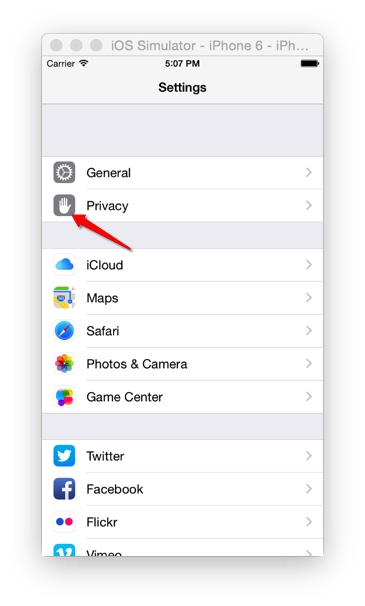 iOS Simulator - iPhone 6 - iPh...
Carrier 5:07 PM
Settings
General
Privacy
iCloud
Maps
Safari
Photos & Camera
Game Center
Twitter
Facebook
Flickr
Vimeo